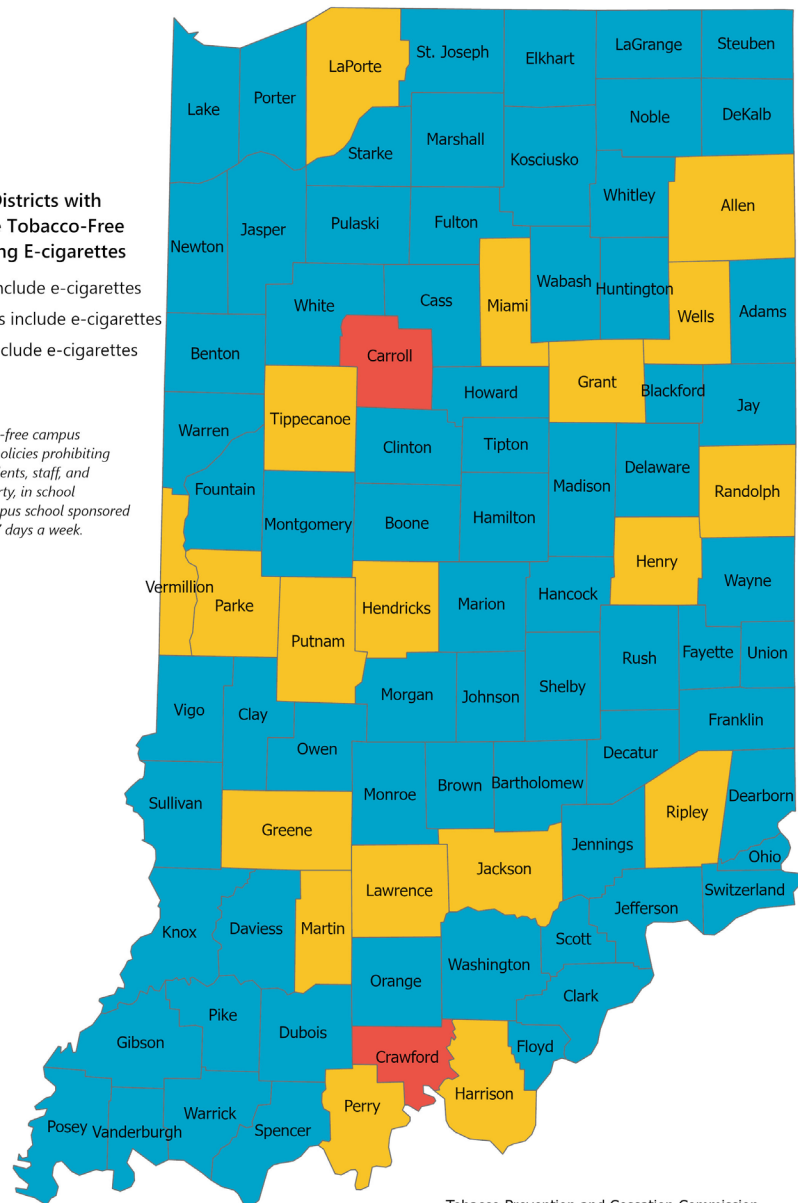 Districts with
Tobacco-Free
ng E-cigarettes
nclude e-cigarettes
s include e-cigarettes
clude e-cigarettes
-free campus
olicies prohibiting
ents, staff, and
rty, in school
pus school sponsored
days a week.
LaPorte
St. Joseph
Elkhart
LaGrange
Steuben
Lake
Porter
Starke
Marshall
Kosciusko
Noble
DeKalb
Whitley
Allen
Newton
Jasper
Pulaski
Fulton
White
Cass
Miami
Wabash
Huntington
Wells
Adams
Benton
Carroll
Howard
Grant
Blackford
Jay
Warren
Tippecanoe
Clinton
Tipton
Delaware
Randolph
Fountain
Montgomery
Boone
Hamilton
Madison
Henry
Wayne
Vermillion
Parke
Putnam
Hendricks
Marion
Hancock
Rush
Fayette
Union
Vigo
Clay
Morgan
Johnson
Shelby
Franklin
Owen
Monroe
Brown
Bartholomew
Decatur
Sullivan
Greene
Ripley
Dearborn
Lawrence
Jackson
Jennings
Ohio
Switzerland
Knox
Daviess
Martin
Jefferson
Orange
Washington
Scott
Clark
Gibson
Pike
Dubois
Crawford
Floyd
Harrison
Posey
Vanderburgh
Warrick
Spencer
Perry